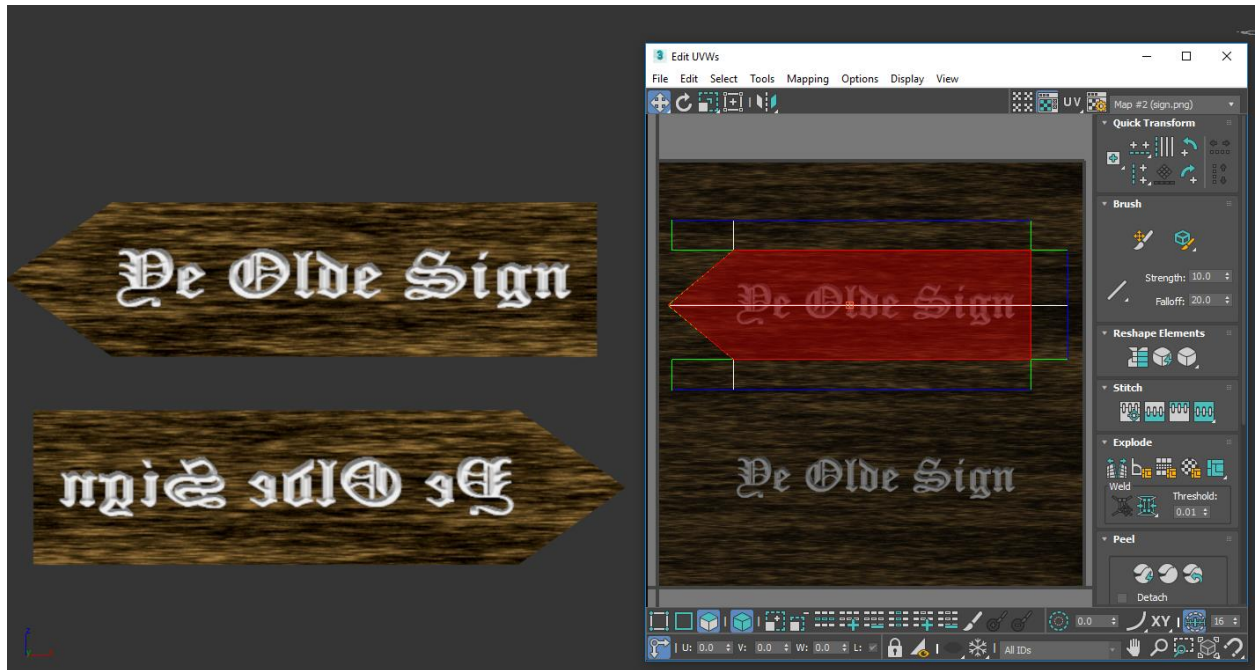 Ye Olde Sign
Ye Olde Sign
3 Edit UVWs
File Edit Select Tools Mapping Options Display View
UV Map #2 (sign.png)
Quick Transform
Brush
Strength: 10.0
Falloff: 20.0
Reshape Elements
Stitch
Explode
Weld
Threshold:
0.01
Peel
Detach
Ye Olde Sign
Ye Olde Sign
0.0 XY 16
U: 0.0 V: 0.0 W: 0.0 L: All IDs
z
y x